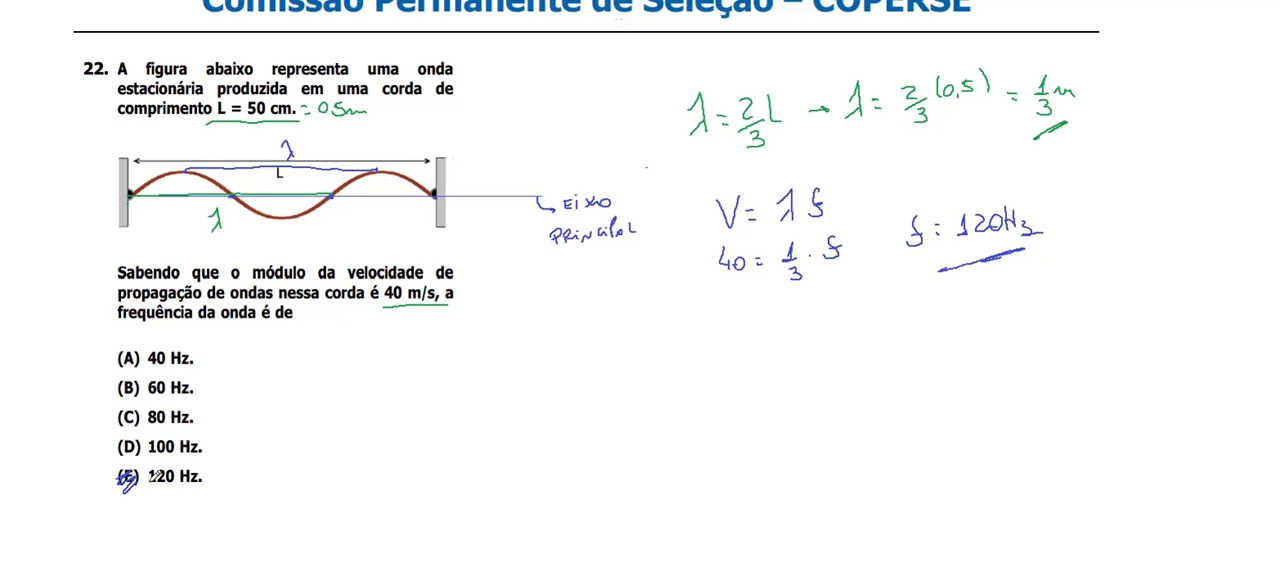 Comissão Permanente de Seleção – COPERSE
22. A figura abaixo representa uma onda
estacionária produzida em uma corda de
comprimento L = 50 cm. = 0,5m
λ
L
λ
EIXO
PRINCIPAL
λ = 2/3 L → λ = 2/3 (0,5) = 1/3 m
V = λ f
40 = 1/3 . f
f = 120Hz
Sabendo que o módulo da velocidade de
propagação de ondas nessa corda é 40 m/s, a
frequência da onda é de
(A) 40 Hz.
(B) 60 Hz.
(C) 80 Hz.
(D) 100 Hz.
(E) 120 Hz.